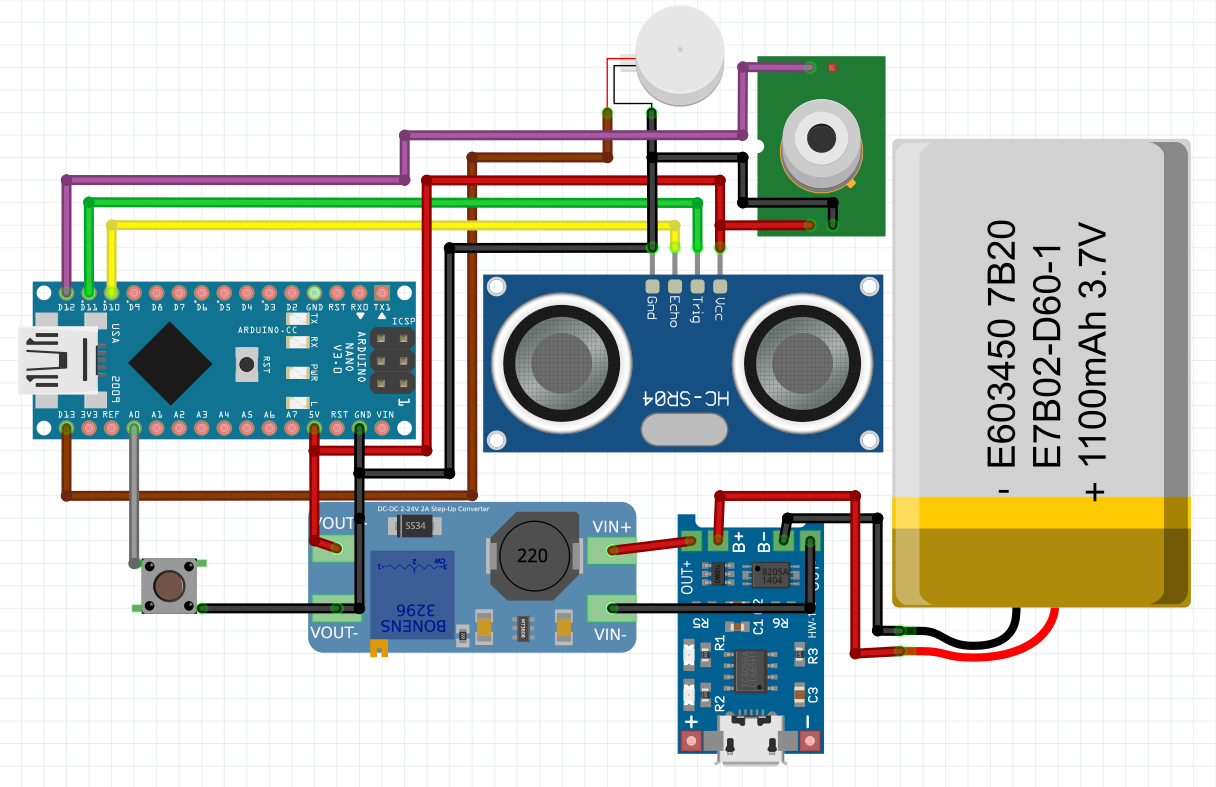 D12 D11 D10 D9 D8 D7 D6 D5 D4 D3 D2 GND RST RX0 TX1
USA
2009
ARDUINO.CC
RST
TX
RX
PWR
L
ARDUINO
NANO
V3.0
ICSP
1
D13 3V3 REF A0 A1 A2 A3 A4 A5 A6 A7 5V RST GND VIN
Gnd
Echo
Trig
Vcc
HC-SR04
- E603450 7B20
E7B02-D60-1
+ 1100mAh 3.7V
DC-DC 2-24V 2A Step-Up Converter
SS34
VIN+
220
3296
BONENS
CW
1
2
3
VOUT-
VIN-
OUT+
B+
B-
8205A
1404
R5
C1
R6
R1
R3
R2
C3
+
-